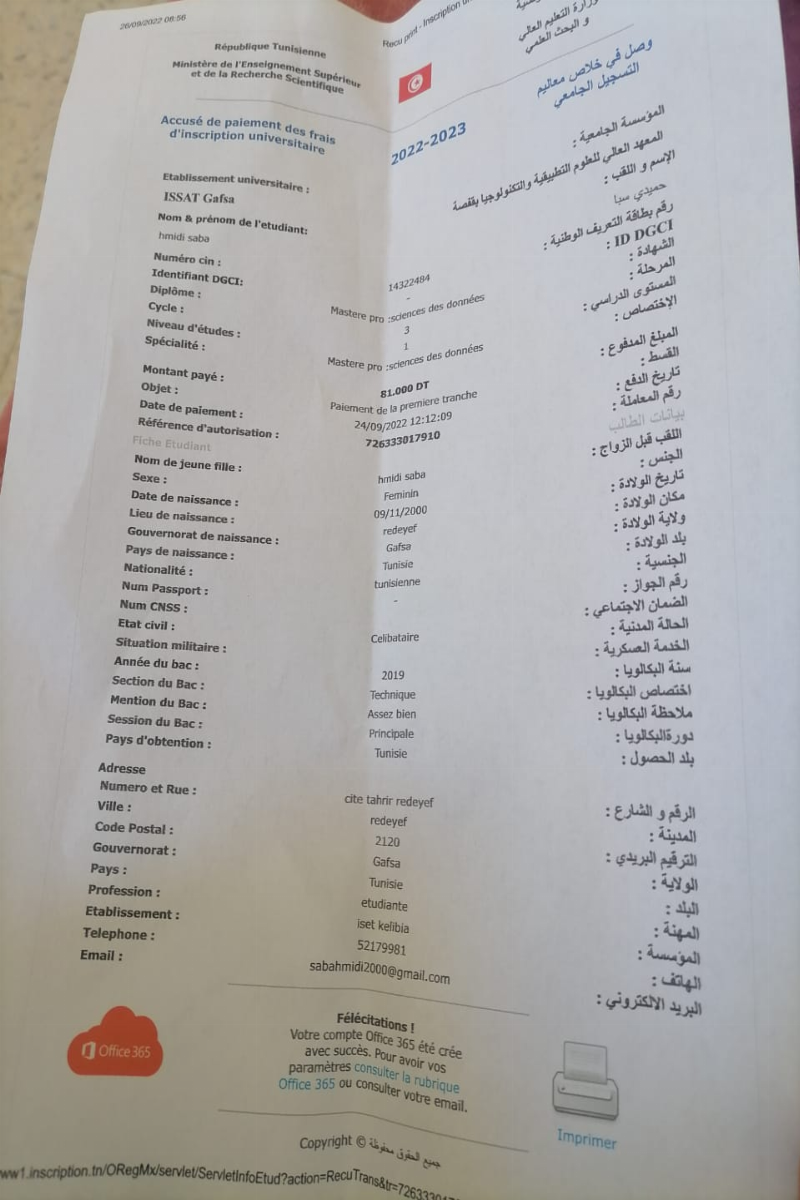 26/09/2022 08:56
Recu print - Inscription
République Tunisienne
Ministère de l'Enseignement Supérieur
et de la Recherche Scientifique
وزارة التعليم العالي
و البحث العلمي
Accusé de paiement des frais
d'inscription universitaire
2022-2023
وصل في خلاص معاليم
التسجيل الجامعي
Etablissement universitaire :
المؤسسة الجامعية :
ISSAT Gafsa
المعهد العالي للعلوم التطبيقية والتكنولوجيا بقفصة
Nom & prénom de l'etudiant:
الإسم و اللقب :
hmidi saba
حميدي سبا
Numéro cin : 14322484 رقم بطاقة التعريف الوطنية :
Identifiant DGCI: - ID DGCI :
Diplôme : Mastere pro :sciences des données الشهادة :
Cycle : 3 المرحلة :
Niveau d'études : 1 المستوى الدراسي :
Spécialité : Mastere pro :sciences des données الإختصاص :
Montant payé : 81.000 DT المبلغ المدفوع :
Objet : Paiement de la premiere tranche القسط :
Date de paiement : 24/09/2022 12:12:09 تاريخ الدفع :
Référence d'autorisation : 726333017910 رقم المعاملة :
Fiche Etudiant بيانات الطالب
Nom de jeune fille : hmidi saba اللقب قبل الزواج :
Sexe : Feminin الجنس :
Date de naissance : 09/11/2000 تاريخ الولادة :
Lieu de naissance : redeyef مكان الولادة :
Gouvernorat de naissance : Gafsa ولاية الولادة :
Pays de naissance : Tunisie بلد الولادة :
Nationalité : tunisienne الجنسية :
Num Passport : - رقم الجواز :
Num CNSS : الضمان الاجتماعي :
Etat civil : Celibataire الحالة المدنية :
Situation militaire : الخدمة العسكرية :
Année du bac : 2019 سنة البكالويا :
Section du Bac : Technique اختصاص البكالويا :
Mention du Bac : Assez bien ملاحظة البكالويا :
Session du Bac : Principale دورةالبكالويا :
Pays d'obtention : Tunisie بلد الحصول :
Adresse
Numero et Rue : cite tahrir redeyef الرقم و الشارع :
Ville : redeyef المدينة :
Code Postal : 2120 الترقيم البريدي :
Gouvernorat : Gafsa الولاية :
Pays : Tunisie البلد :
Profession : etudiante المهنة :
Etablissement : iset kelibia المؤسسة :
Telephone : 52179981 الهاتف :
Email : sabahmidi2000@gmail.com البريد الالكتروني :
Office 365
Félécitations !
Votre compte Office 365 été crée
avec succès. Pour avoir vos
paramètres consulter la rubrique
Office 365 ou consulter votre email.
Imprimer
Copyright © جميع الحقوق محفوظة
ww1.inscription.tn/ORegMx/servlet/ServletInfoEtud?action=RecuTrans&tr=7263330